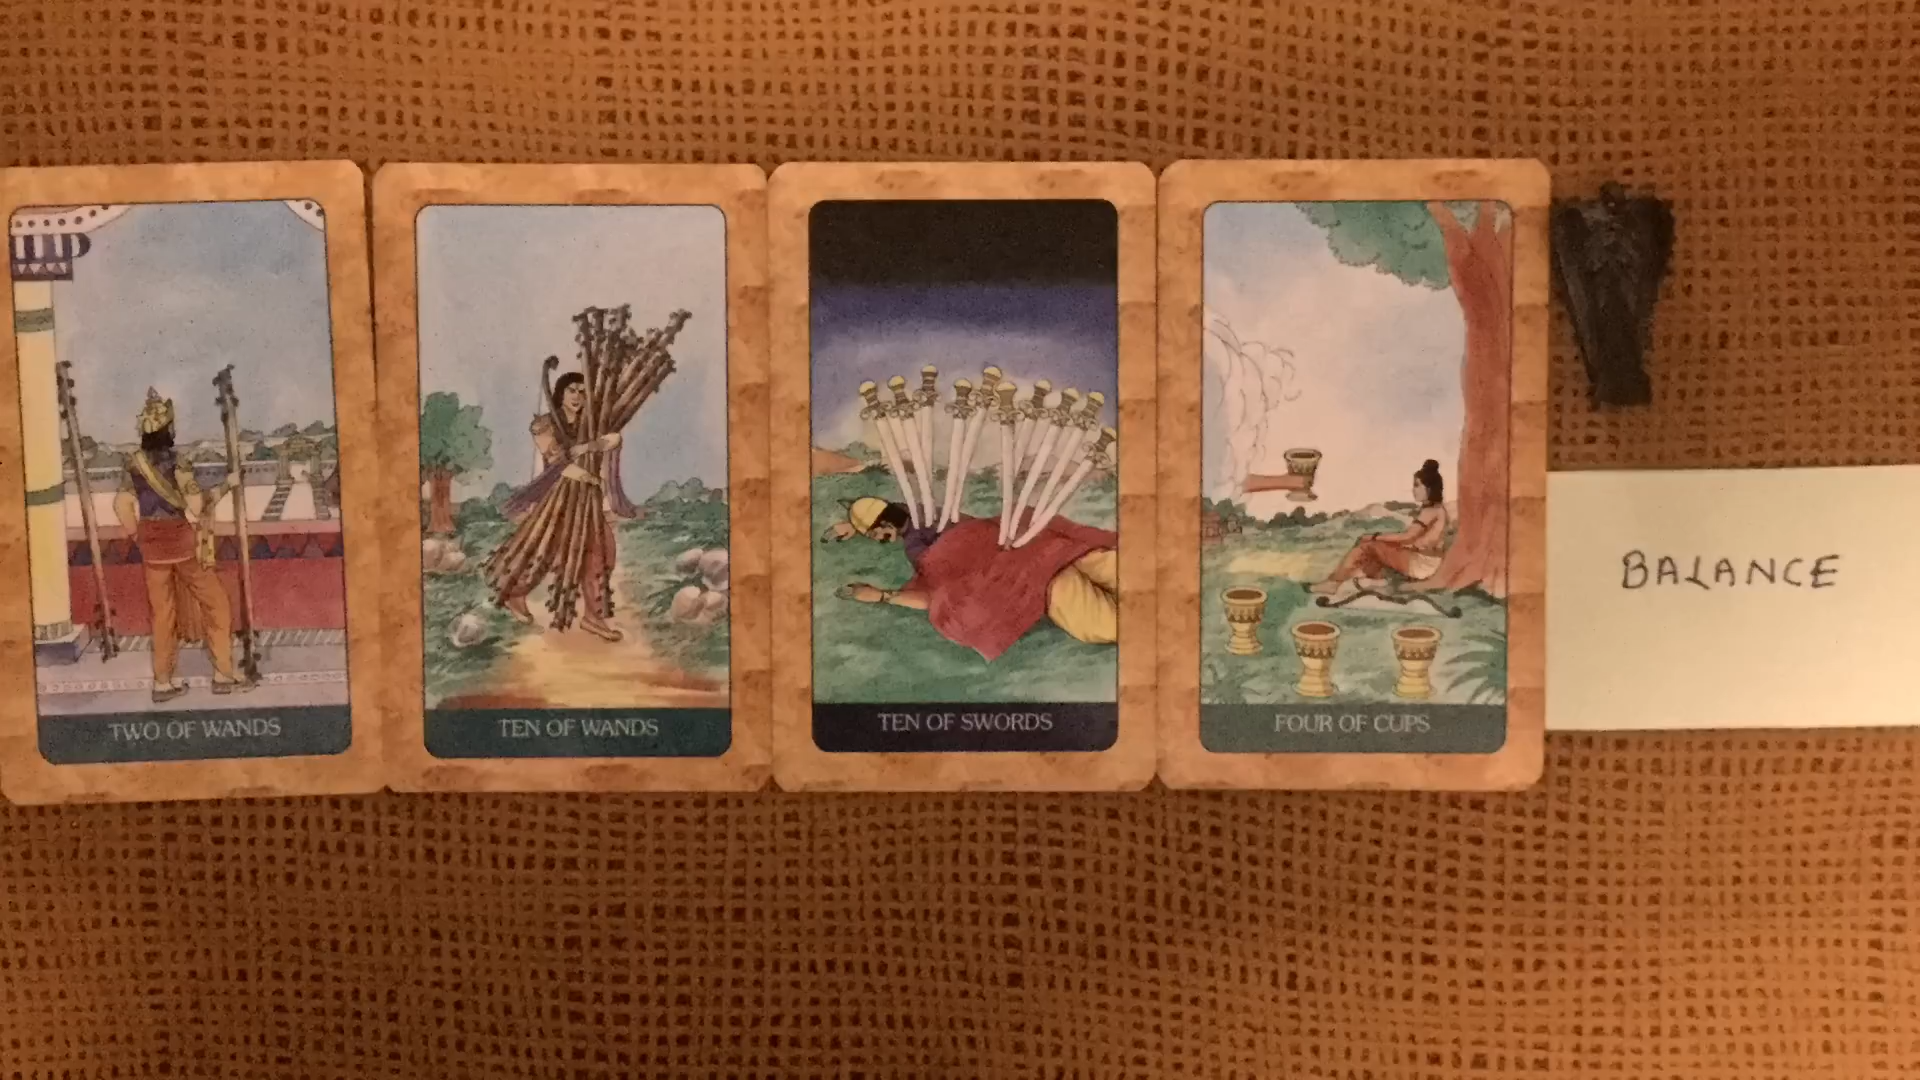 TWO OF WANDS
TEN OF WANDS
TEN OF SWORDS
FOUR OF CUPS
BALANCE